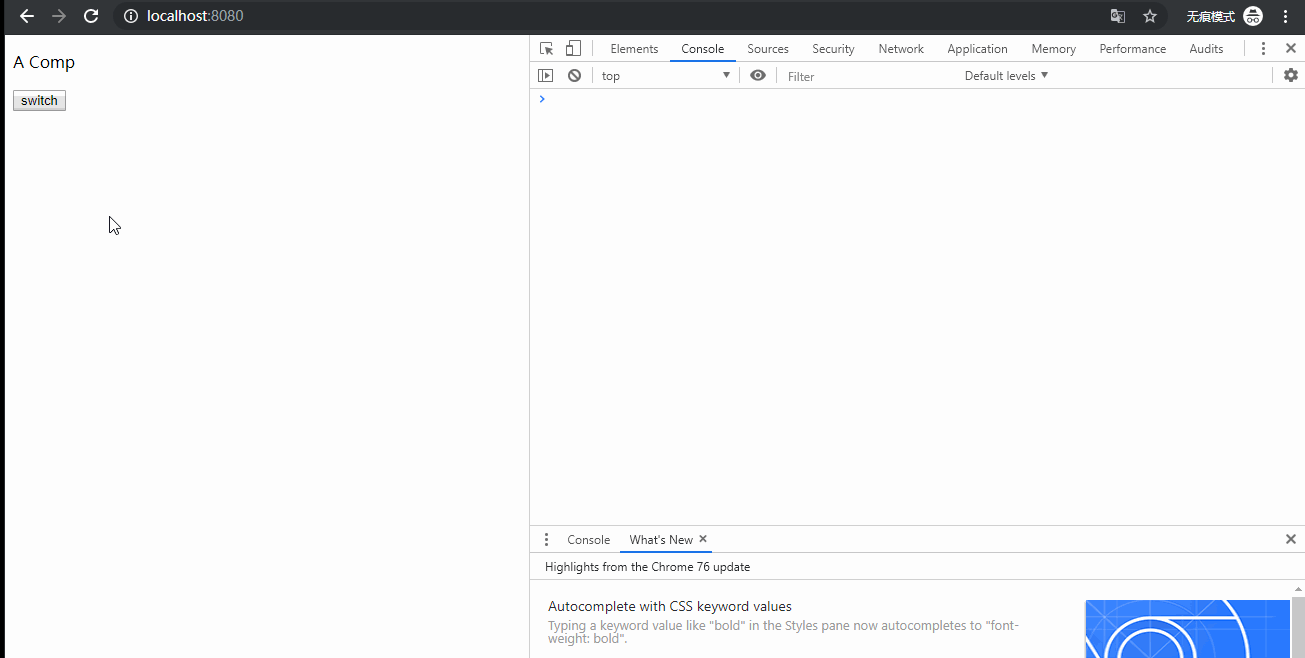 localhost:8080
无痕模式
A Comp
switch
Elements Console Sources Security Network Application Memory Performance Audits
top Filter Default levels
Console What's New
Highlights from the Chrome 76 update
Autocomplete with CSS keyword values
Typing a keyword value like "bold" in the Styles pane now autocompletes to "font-
weight: bold".